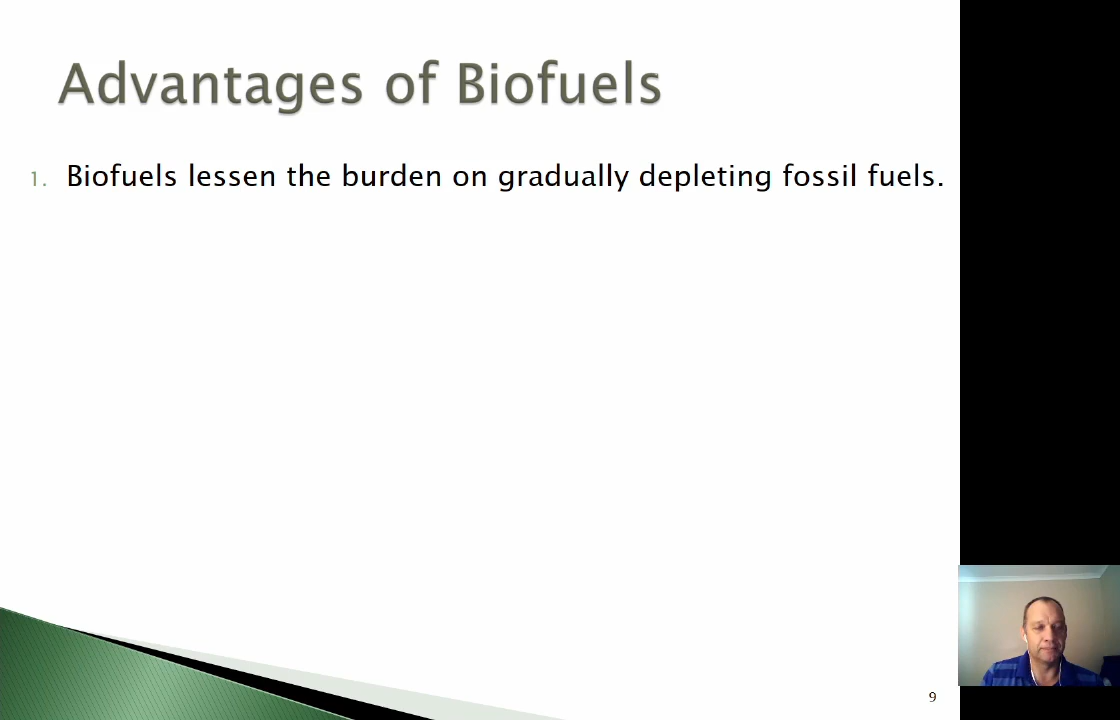 Advantages of Biofuels
1. Biofuels lessen the burden on gradually depleting fossil fuels.
9